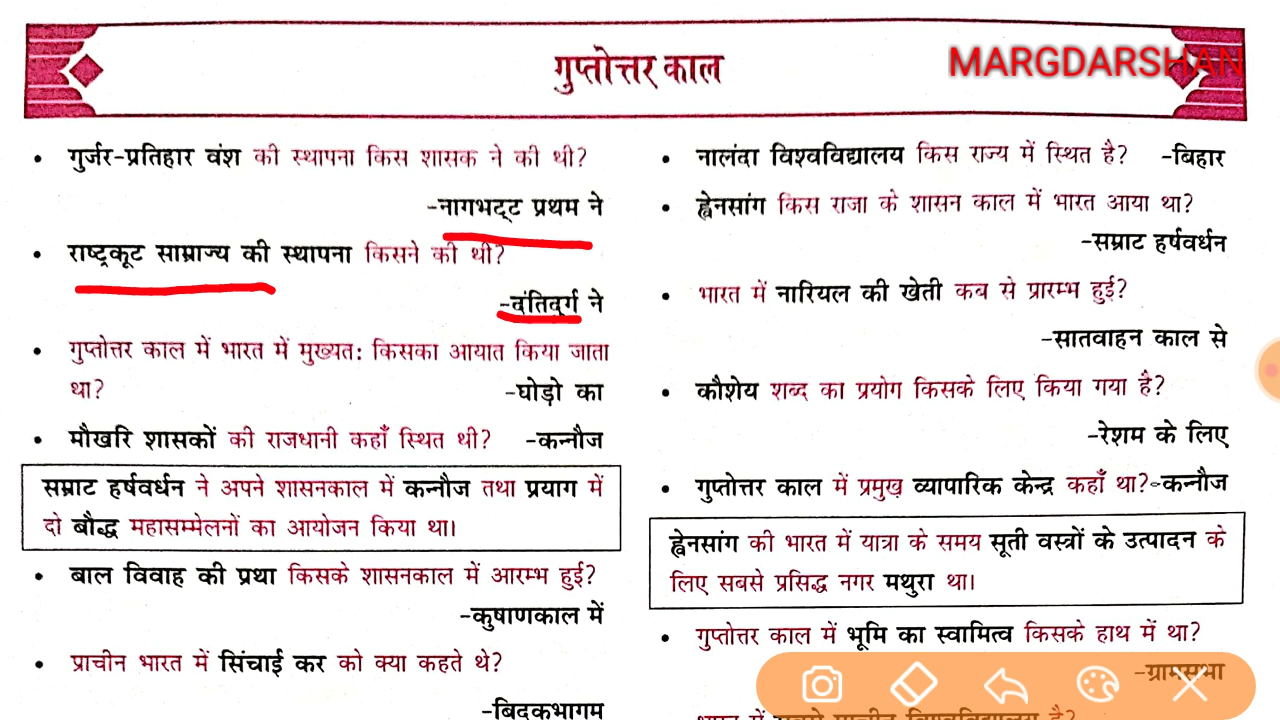 गुप्तोत्तर काल
MARGDARSHAN
• गुर्जर-प्रतिहार वंश की स्थापना किस शासक ने की थी?
-नागभट्ट प्रथम ने
• राष्ट्रकूट साम्राज्य की स्थापना किसने की थी?
-दंतिदुर्ग ने
• गुप्तोत्तर काल में भारत में मुख्यत: किसका आयात किया जाता
था? -घोड़ो का
• मौखरि शासकों की राजधानी कहाँ स्थित थी? -कन्नौज
सम्राट हर्षवर्धन ने अपने शासनकाल में कन्नौज तथा प्रयाग में
दो बौद्ध महासम्मेलनों का आयोजन किया था।
• बाल विवाह की प्रथा किसके शासनकाल में आरम्भ हुई?
-कुषाणकाल में
• प्राचीन भारत में सिंचाई कर को क्या कहते थे?
-बिदकभागम
• नालंदा विश्वविद्यालय किस राज्य में स्थित है? -बिहार
• ह्वेनसांग किस राजा के शासन काल में भारत आया था?
-सम्राट हर्षवर्धन
• भारत में नारियल की खेती कब से प्रारम्भ हुई?
-सातवाहन काल से
• कौशेय शब्द का प्रयोग किसके लिए किया गया है?
-रेशम के लिए
• गुप्तोत्तर काल में प्रमुख़ व्यापारिक केन्द्र कहाँ था?-कन्नौज
ह्वेनसांग की भारत में यात्रा के समय सूती वस्त्रों के उत्पादन के
लिए सबसे प्रसिद्ध नगर मथुरा था।
• गुप्तोत्तर काल में भूमि का स्वामित्व किसके हाथ में था?
-ग्रामसभा
भारत में सबसे प्राचीन विश्वविद्यालय है?